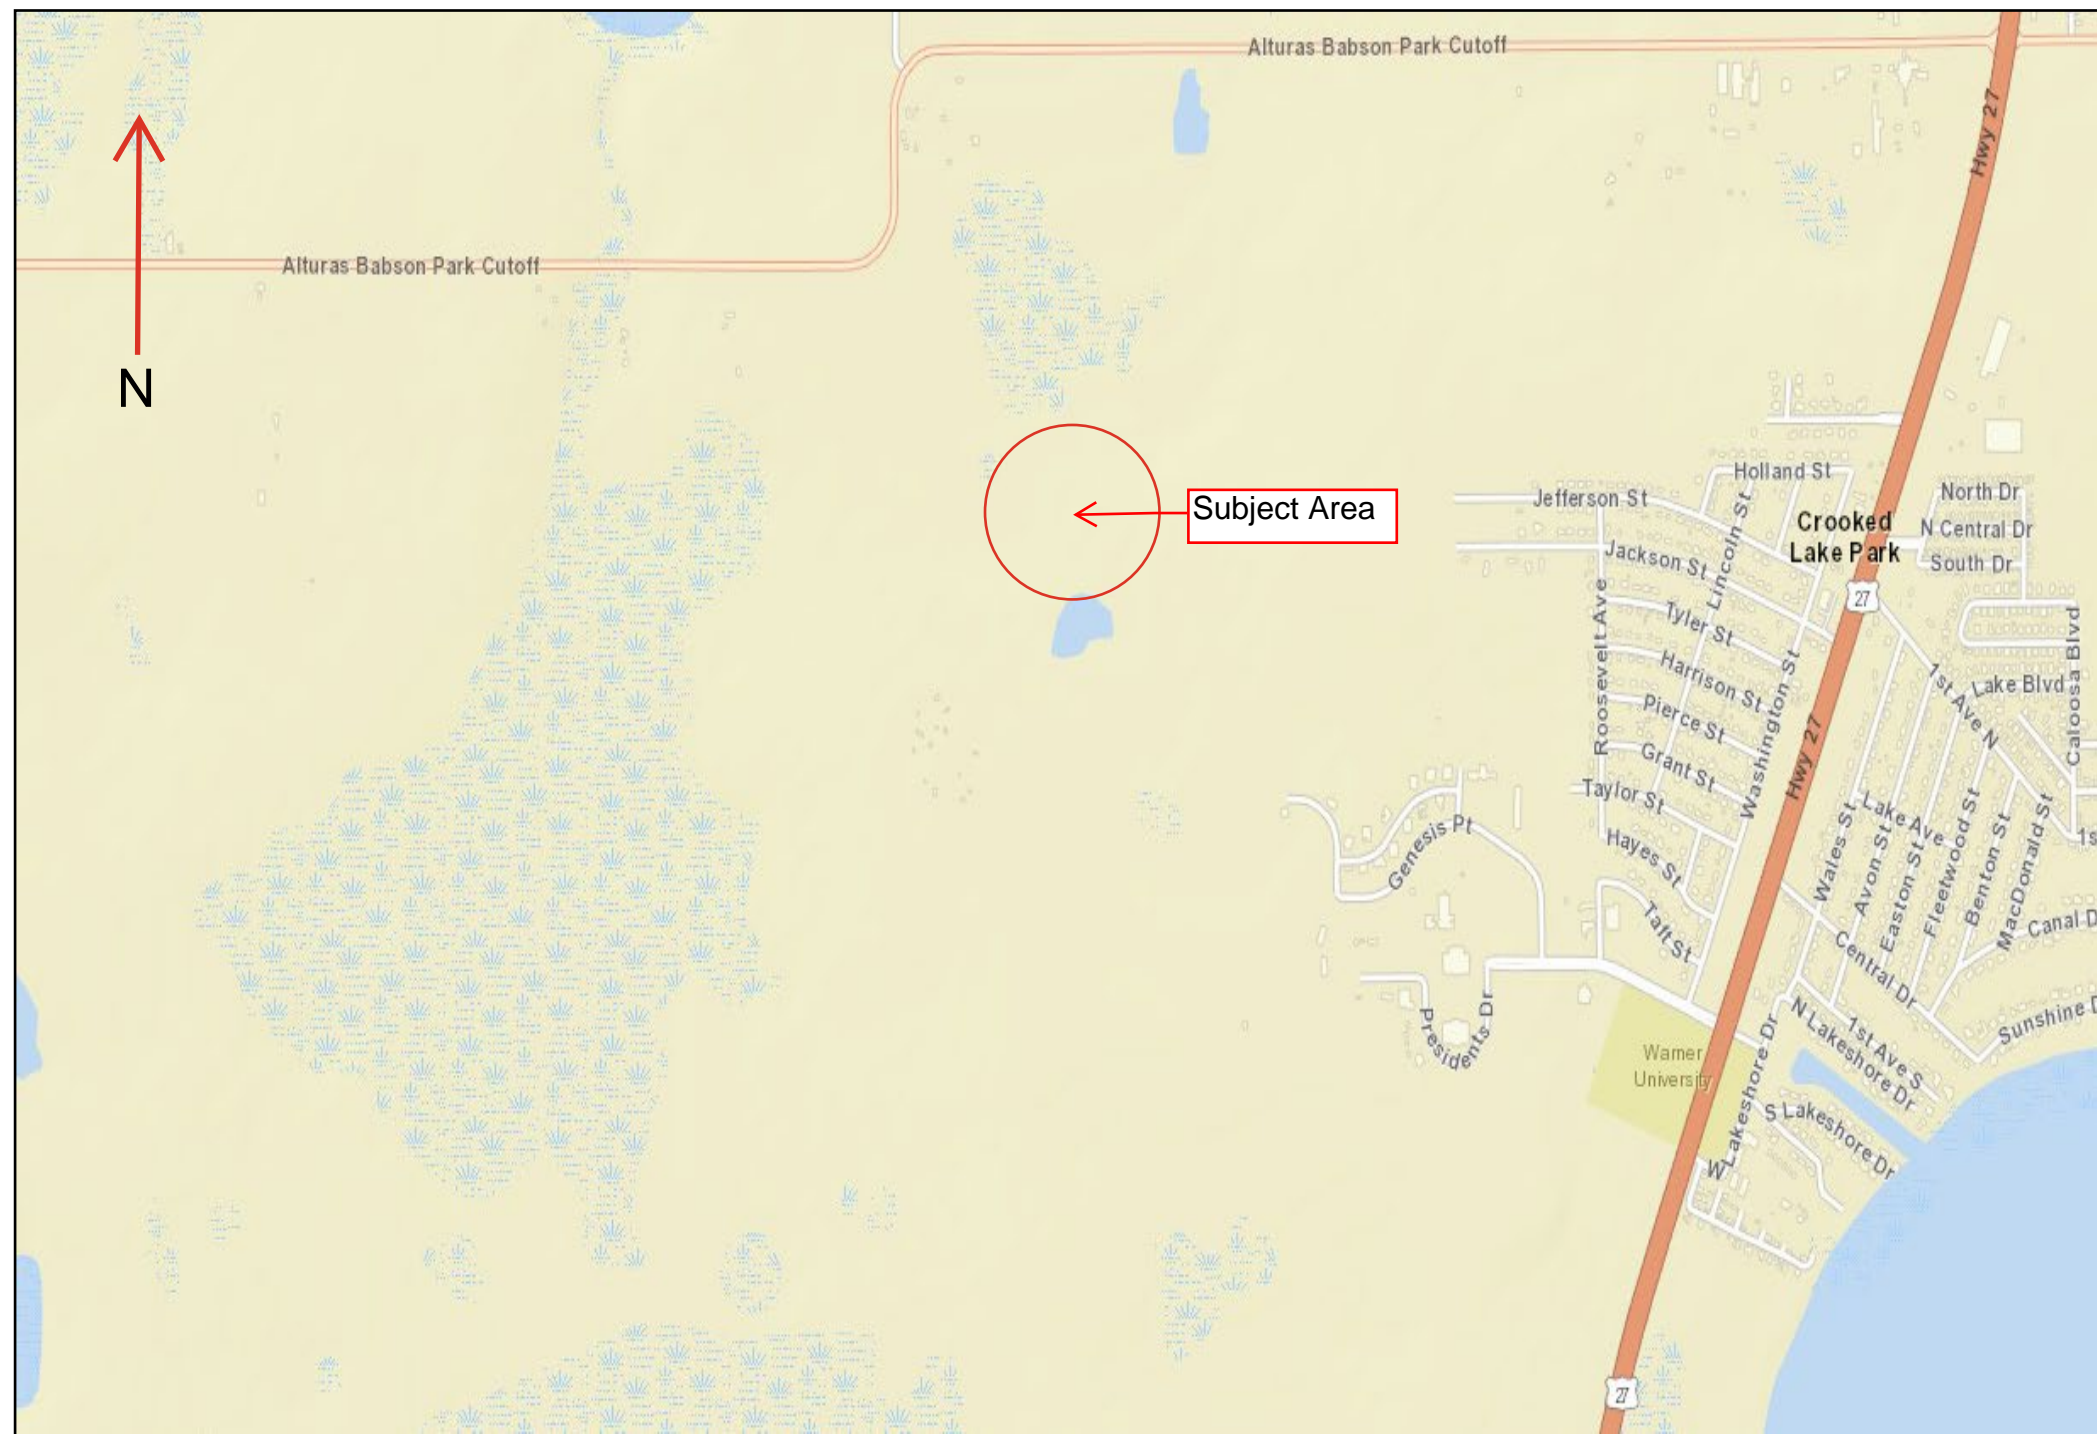 Alturas Babson Park Cutoff
Hwy 27
Alturas Babson Park Cutoff
N
Subject Area
Holland St
Jefferson St
North Dr
Crooked
Lake Park
N Central Dr
South Dr
Jackson St
Lincoln St
27
Tyler St
Roosevelt Ave
Harrison St
Washington St
1st Ave N
Lake Blvd
Caloosa Blvd
Pierce St
Grant St
Hwy 27
Taylor St
Genesis Pt
Hayes St
Wales St
Lake Ave
Avon St
Easton St
Fleetwood St
Benton St
MacDonald St
1s
Taft St
Central Dr
Canal D
Presidents Dr
Sunshine D
N Lakeshore Dr
1st Ave S
Warner
University
W Lakeshore Dr
S Lakeshore Dr
27